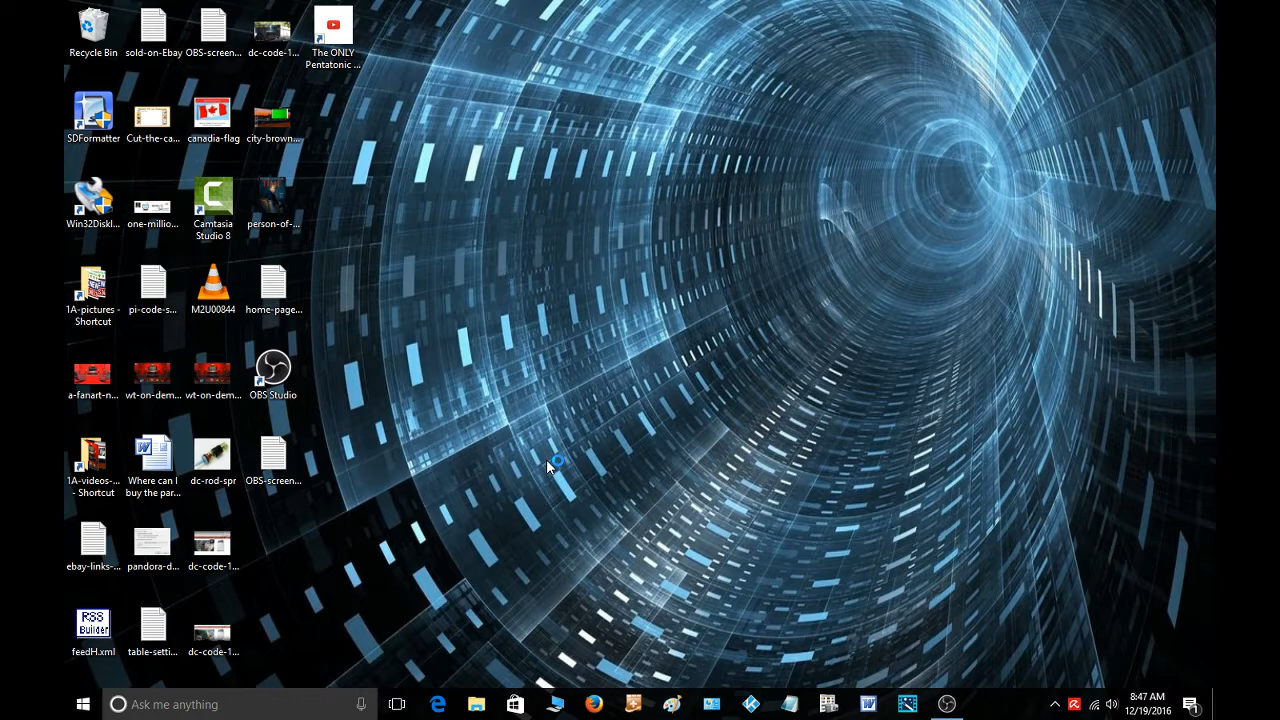 Recycle Bin
sold-on-Ebay
OBS-screen...
dc-code-1...
The ONLY
Pentatonic ...
SDFormatter
Cut-the-ca...
canadia-flag
city-brown...
Win32DiskI...
one-millio...
Camtasia
Studio 8
person-of-...
1A-pictures -
Shortcut
pi-code-s...
M2U00844
home-page...
a-fanart-n...
wt-on-dem...
wt-on-dem...
OBS Studio
1A-videos-...
- Shortcut
Where can I
buy the par...
dc-rod-spr
OBS-screen...
ebay-links-...
pandora-d...
dc-code-1...
RSS
Builder
feedH.xml
table-setti...
dc-code-1...
Ask me anything
8:47 AM
12/19/2016